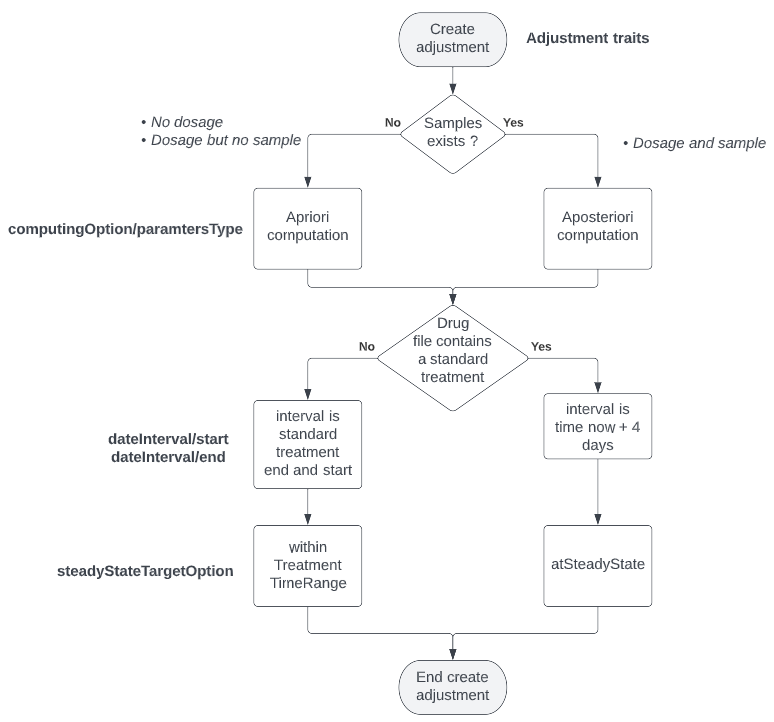 Create
adjustment
Adjustment traits
No
Samples
exists ?
Yes
• No dosage
• Dosage but no sample
• Dosage and sample
computingOption/paramtersType
Apriori
computation
Aposteriori
computation
No
Drug
file contains
a standard
treatment
Yes
dateInterval/start
dateInterval/end
interval is
standard
treatment
end and start
interval is
time now + 4
days
steadyStateTargetOption
within
Treatment
TimeRange
atSteadyState
End create
adjustment